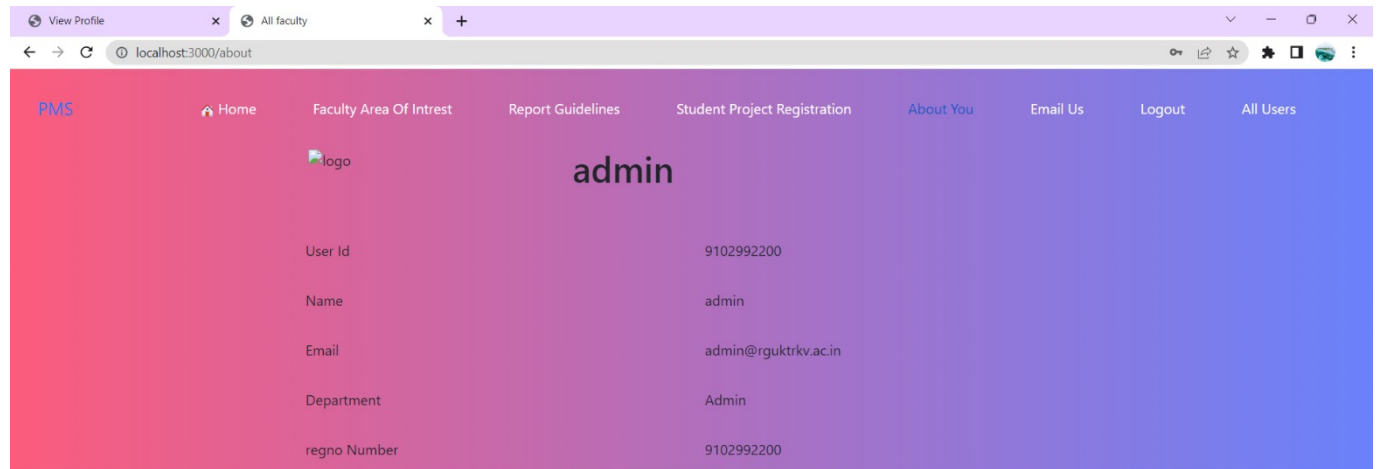 View Profile
All faculty
localhost:3000/about
PMS Home Faculty Area Of Intrest Report Guidelines Student Project Registration About You Email Us Logout All Users
logo
admin
User Id 9102992200
Name admin
Email admin@rguktrkv.ac.in
Department Admin
regno Number 9102992200